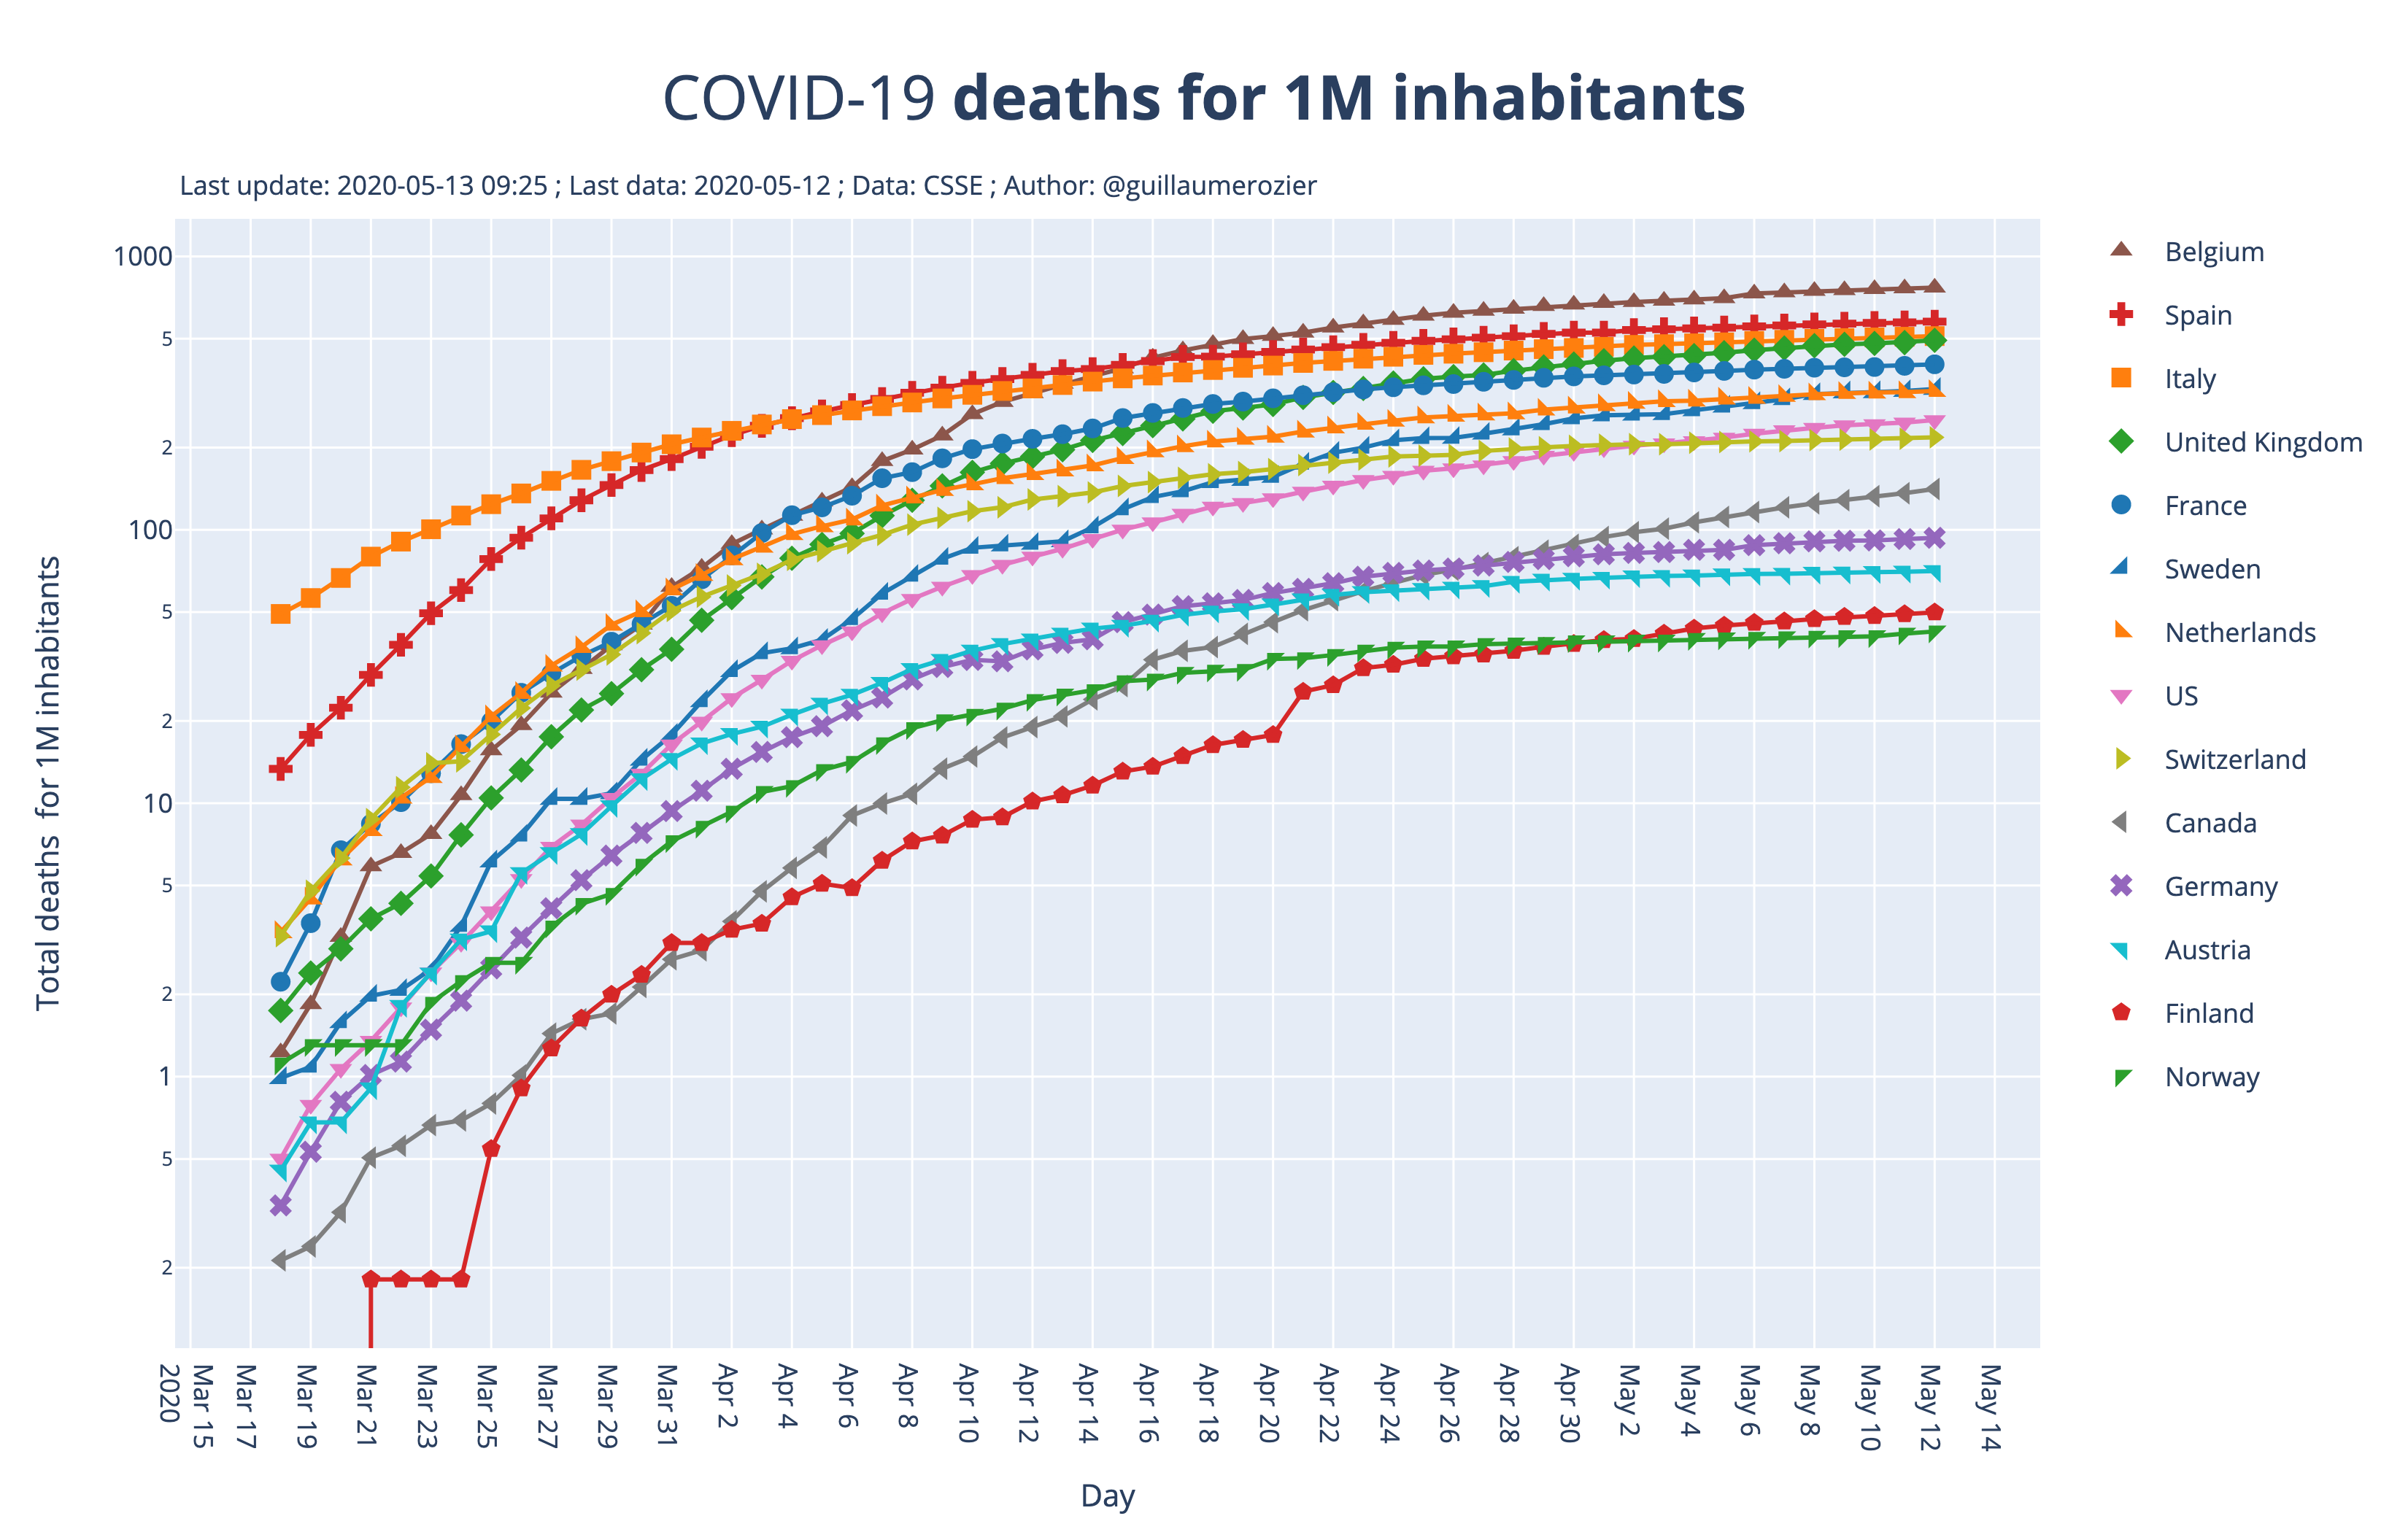 COVID-19 deaths for 1M inhabitants
Last update: 2020-05-13 09:25 ; Last data: 2020-05-12 ; Data: CSSE ; Author: @guillaumerozier
Total deaths for 1M inhabitants
1000
5
2
100
5
2
10
5
2
1
5
2
Mar 15
2020
Mar 17
Mar 19
Mar 21
Mar 23
Mar 25
Mar 27
Mar 29
Mar 31
Apr 2
Apr 4
Apr 6
Apr 8
Apr 10
Apr 12
Apr 14
Apr 16
Apr 18
Apr 20
Apr 22
Apr 24
Apr 26
Apr 28
Apr 30
May 2
May 4
May 6
May 8
May 10
May 12
May 14
Day
Belgium
Spain
Italy
United Kingdom
France
Sweden
Netherlands
US
Switzerland
Canada
Germany
Austria
Finland
Norway